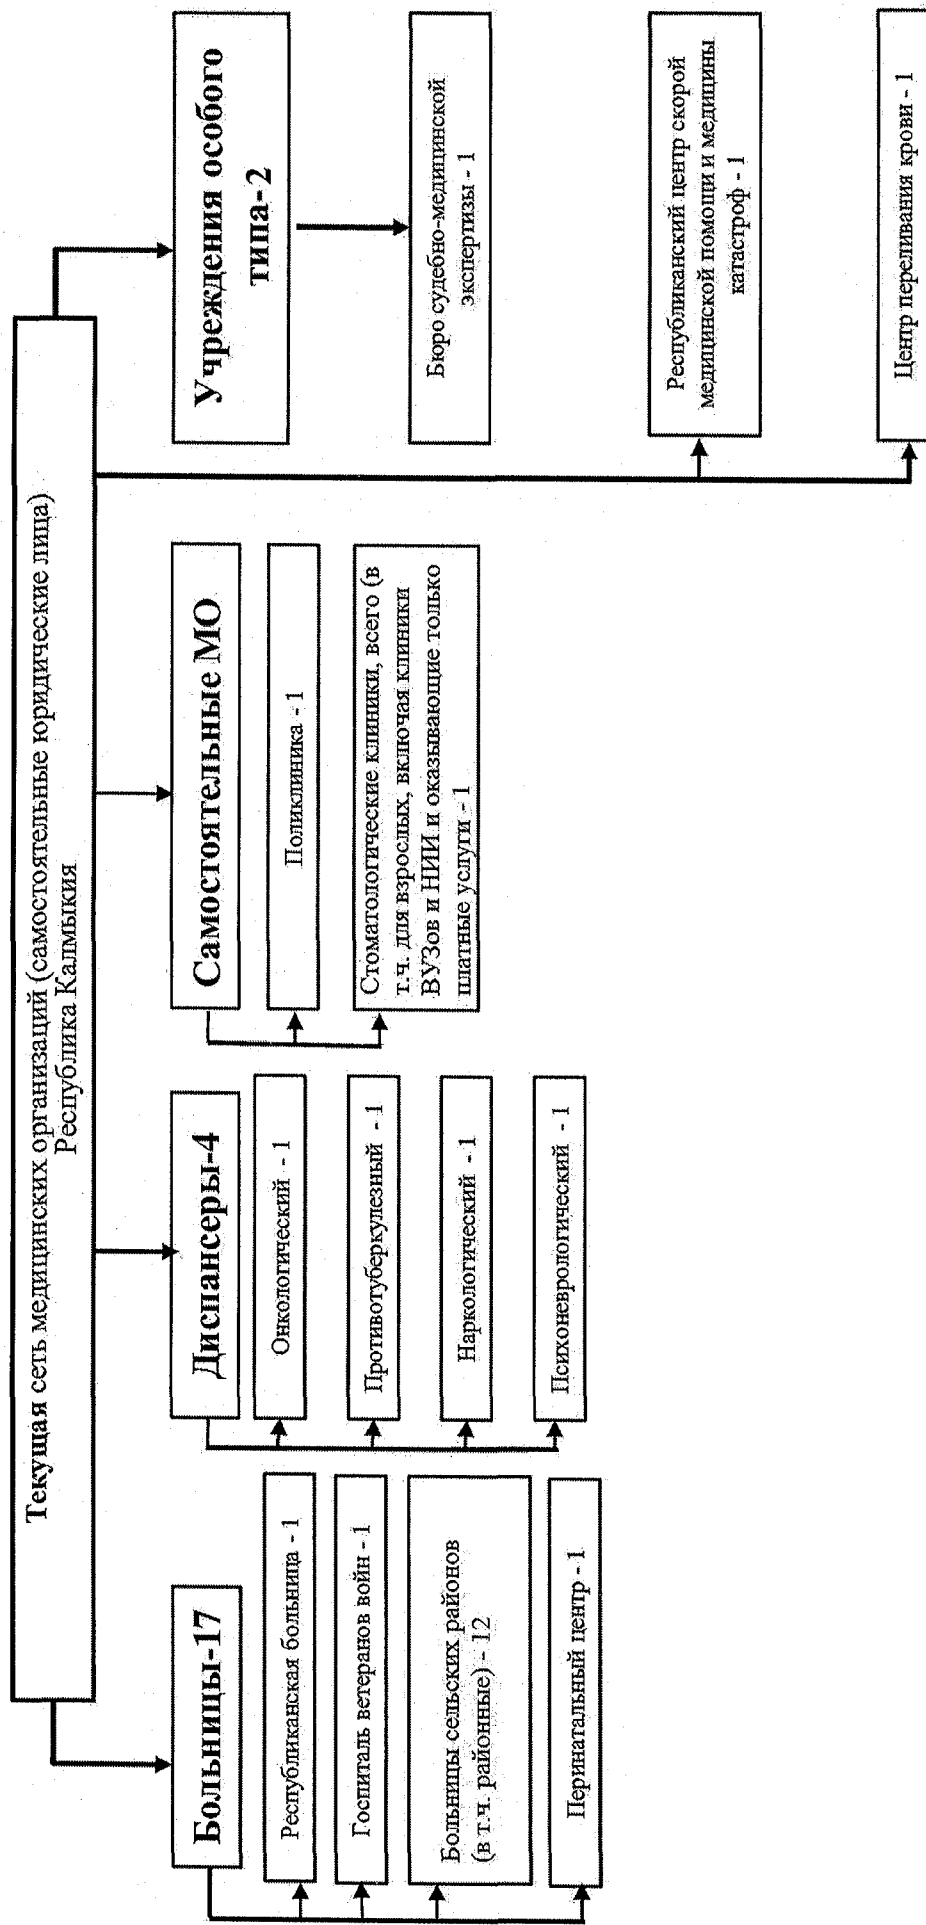 Текущая сеть медицинских организаций (самостоятельные юридические лица)
Республика Калмыкия
Больницы-17
Республиканская больница - 1
Госпиталь ветеранов войн - 1
Больницы сельских районов
(в т.ч. районные) - 12
Перинатальный центр - 1
Диспансеры-4
Онкологический - 1
Противотуберкулезный - 1
Наркологический - 1
Психоневрологический - 1
Самостоятельные МО
Поликлиника - 1
Стоматологические клиники, всего (в
т.ч. для взрослых, включая клиники
ВУЗов и НИИ и оказывающие только
платные услуги - 1
Учреждения особого
типа-2
Бюро судебно-медицинской
экспертизы - 1
Республиканский центр скорой
медицинской помощи и медицины
катастроф - 1
Центр переливания крови - 1